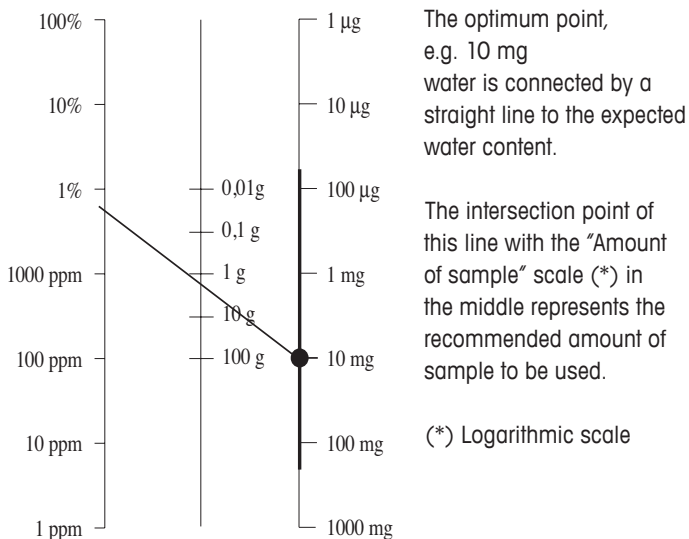 100%
10%
1%
1000 ppm
100 ppm
10 ppm
1 ppm
0,01g
0,1 g
1 g
10 g
100 g
1 µg
10 µg
100 µg
1 mg
10 mg
100 mg
1000 mg
The optimum point,
e.g. 10 mg
water is connected by a
straight line to the expected
water content.
The intersection point of
this line with the "Amount
of sample" scale (*) in
the middle represents the
recommended amount of
sample to be used.
(*) Logarithmic scale